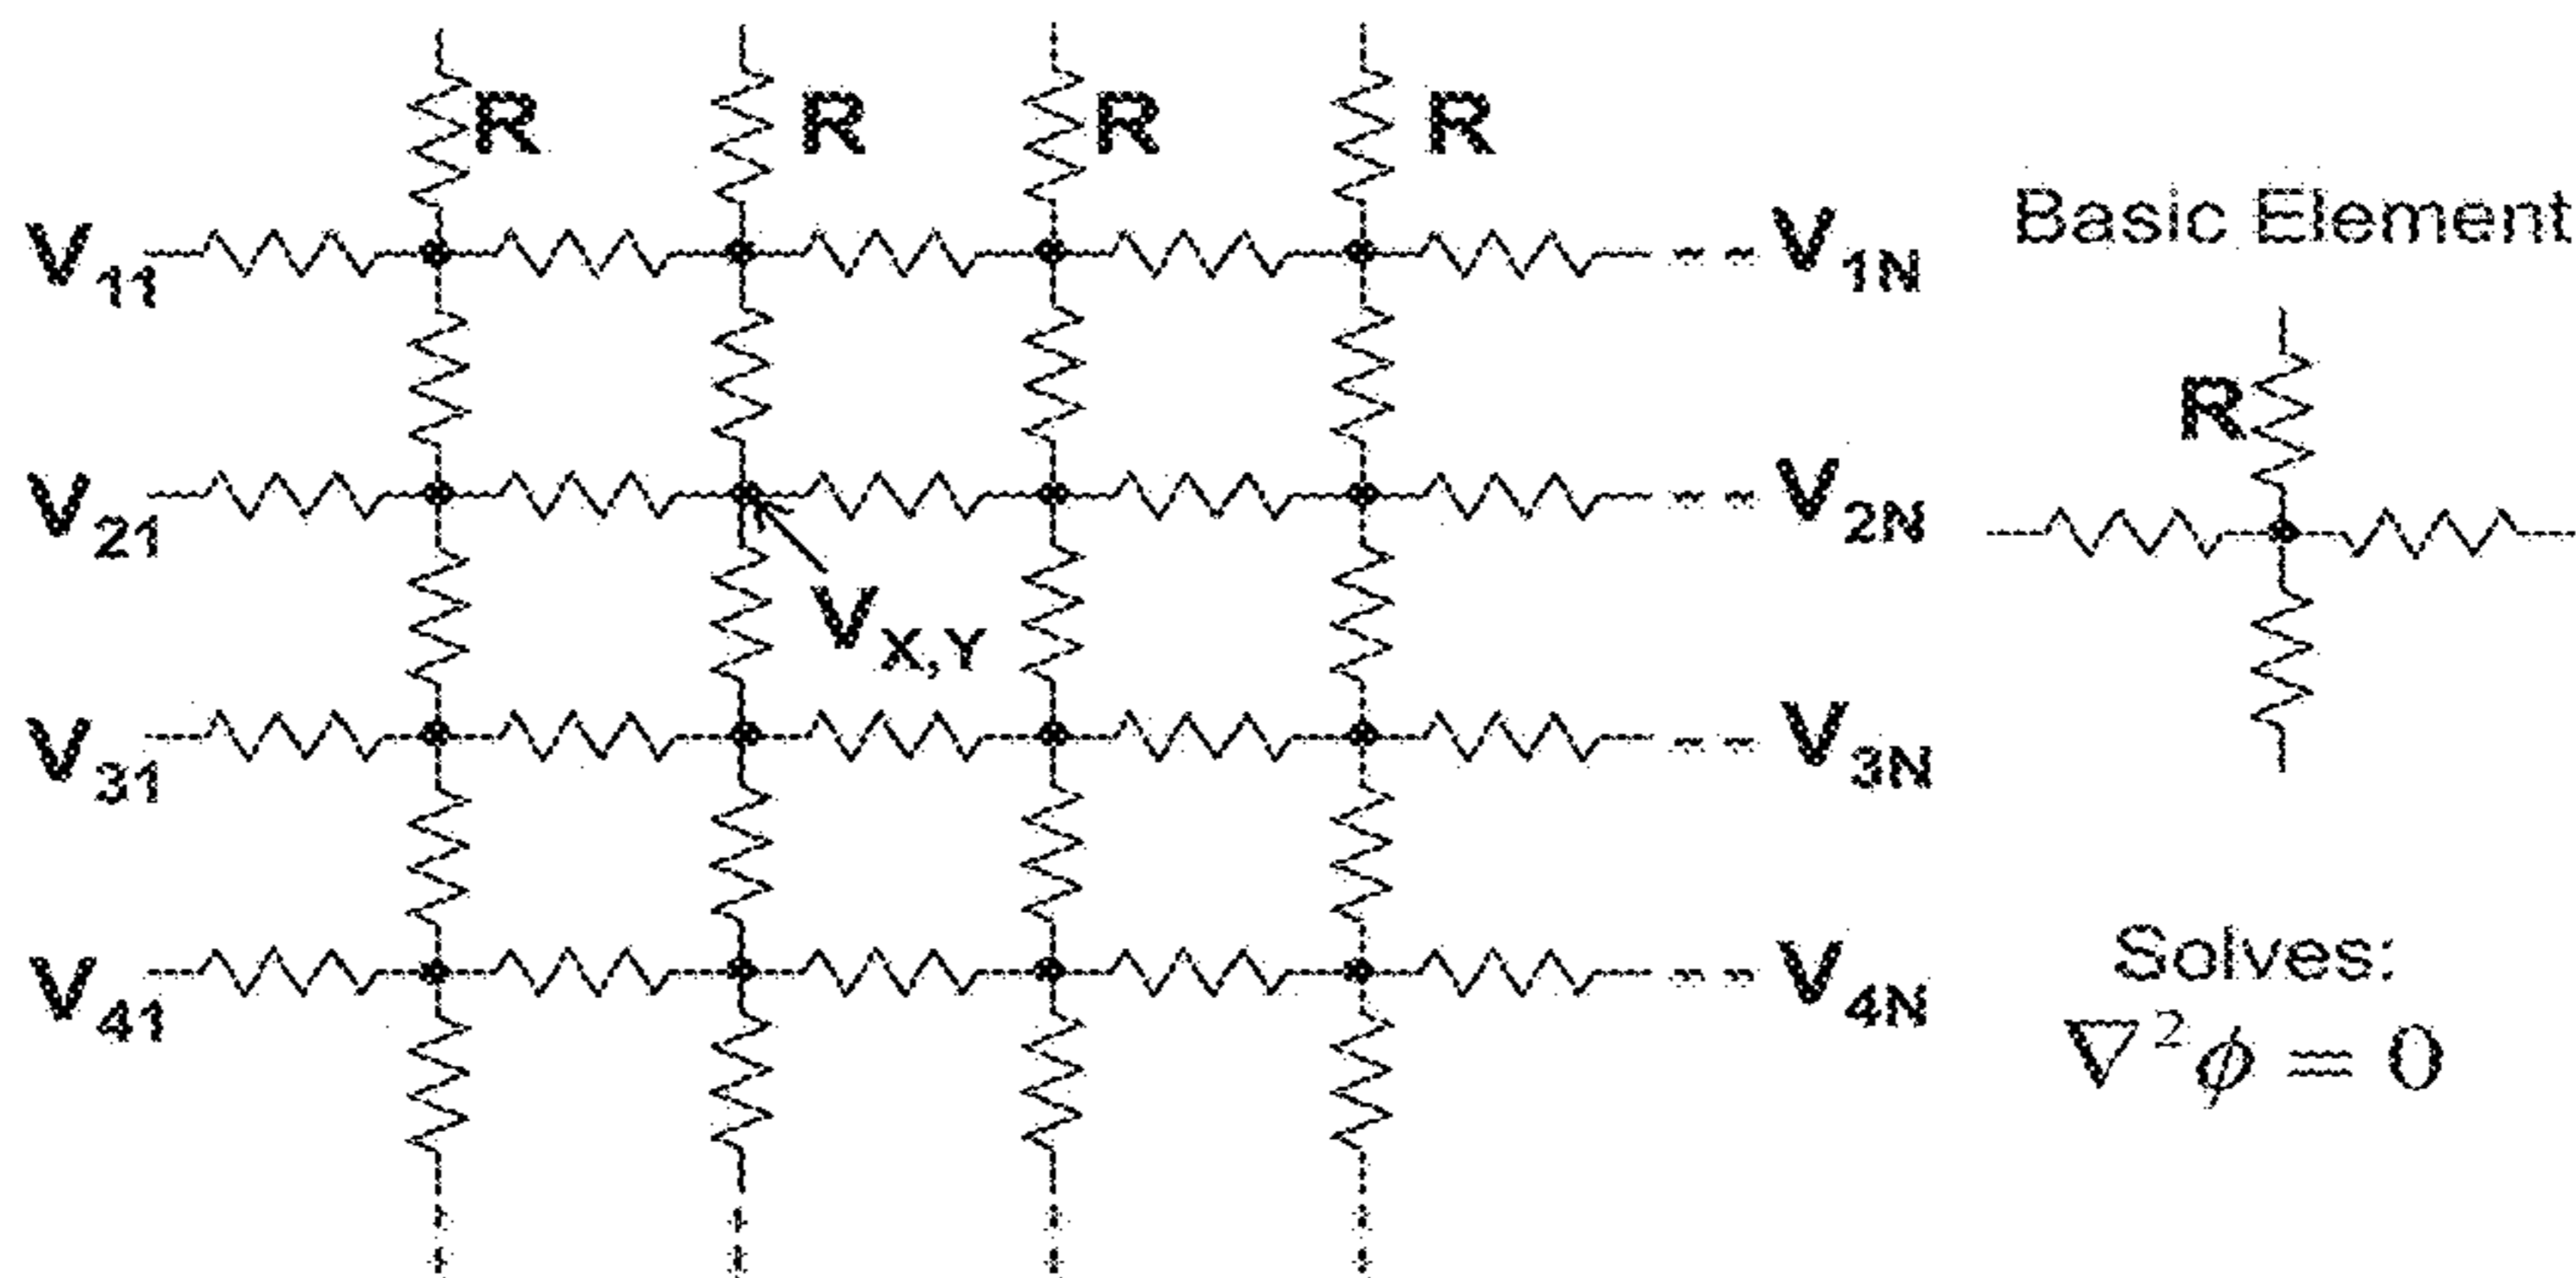 R R R R
V11 V1N
Basic Element
R
V21 V2N
VX,Y
V31 V3N
V41 V4N
Solves:
∇²ϕ = 0